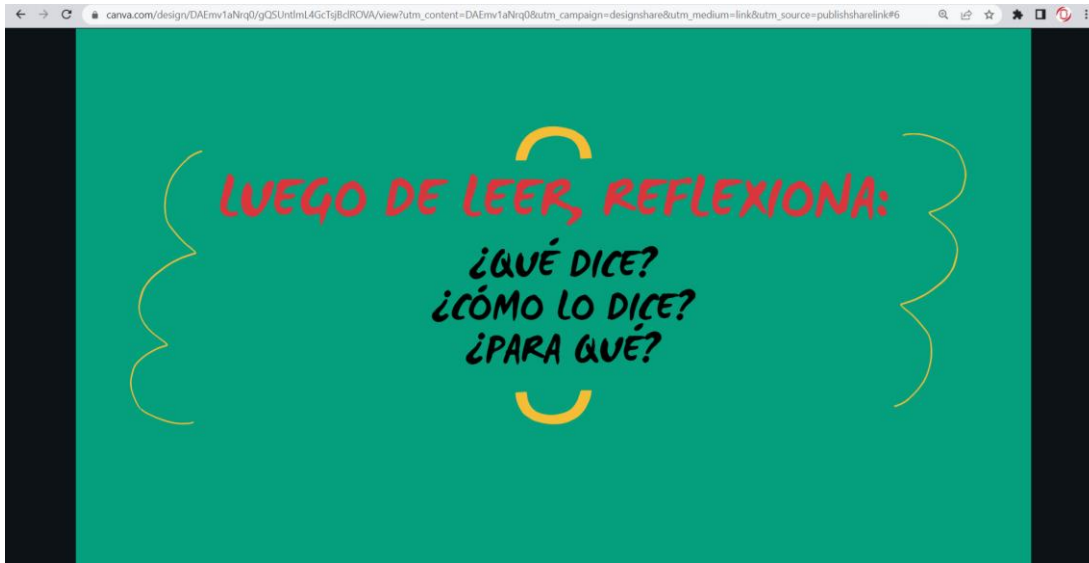 canva.com/design/DAEmv1aNrq0/gQSUntlmL4GcTsjBclROVA/view?utm_content=DAEmv1aNrq0&utm_campaign=designshare&utm_medium=link&utm_source=publishsharelink#6
LUEGO DE LEER, REFLEXIONA:
¿QUÉ DICE?
¿CÓMO LO DICE?
¿PARA QUÉ?